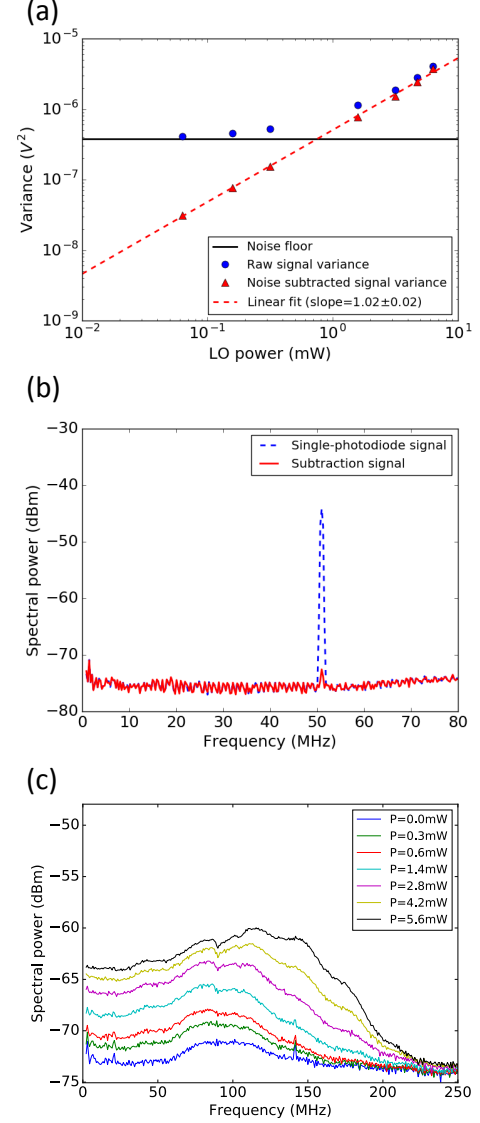 (a)
10⁻⁵
10⁻⁶
10⁻⁷
10⁻⁸
10⁻⁹
Variance (V²)
Noise floor
Raw signal variance
Noise subtracted signal variance
Linear fit (slope=1.02±0.02)
10⁻² 10⁻¹ 10⁰ 10¹
LO power (mW)
(b)
−30
−40
−50
−60
−70
−80
Spectral power (dBm)
Single-photodiode signal
Subtraction signal
0 10 20 30 40 50 60 70 80
Frequency (MHz)
(c)
−50
−55
−60
−65
−70
−75
Spectral power (dBm)
P=0.0mW
P=0.3mW
P=0.6mW
P=1.4mW
P=2.8mW
P=4.2mW
P=5.6mW
0 50 100 150 200 250
Frequency (MHz)